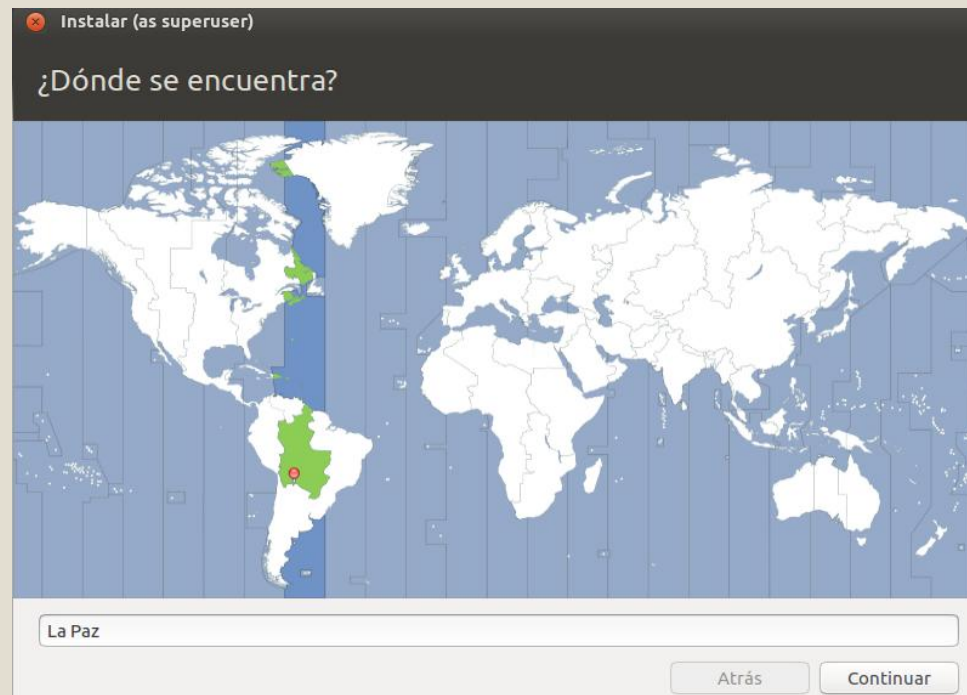 Instalar (as superuser)
¿Dónde se encuentra?
La Paz
Atrás
Continuar